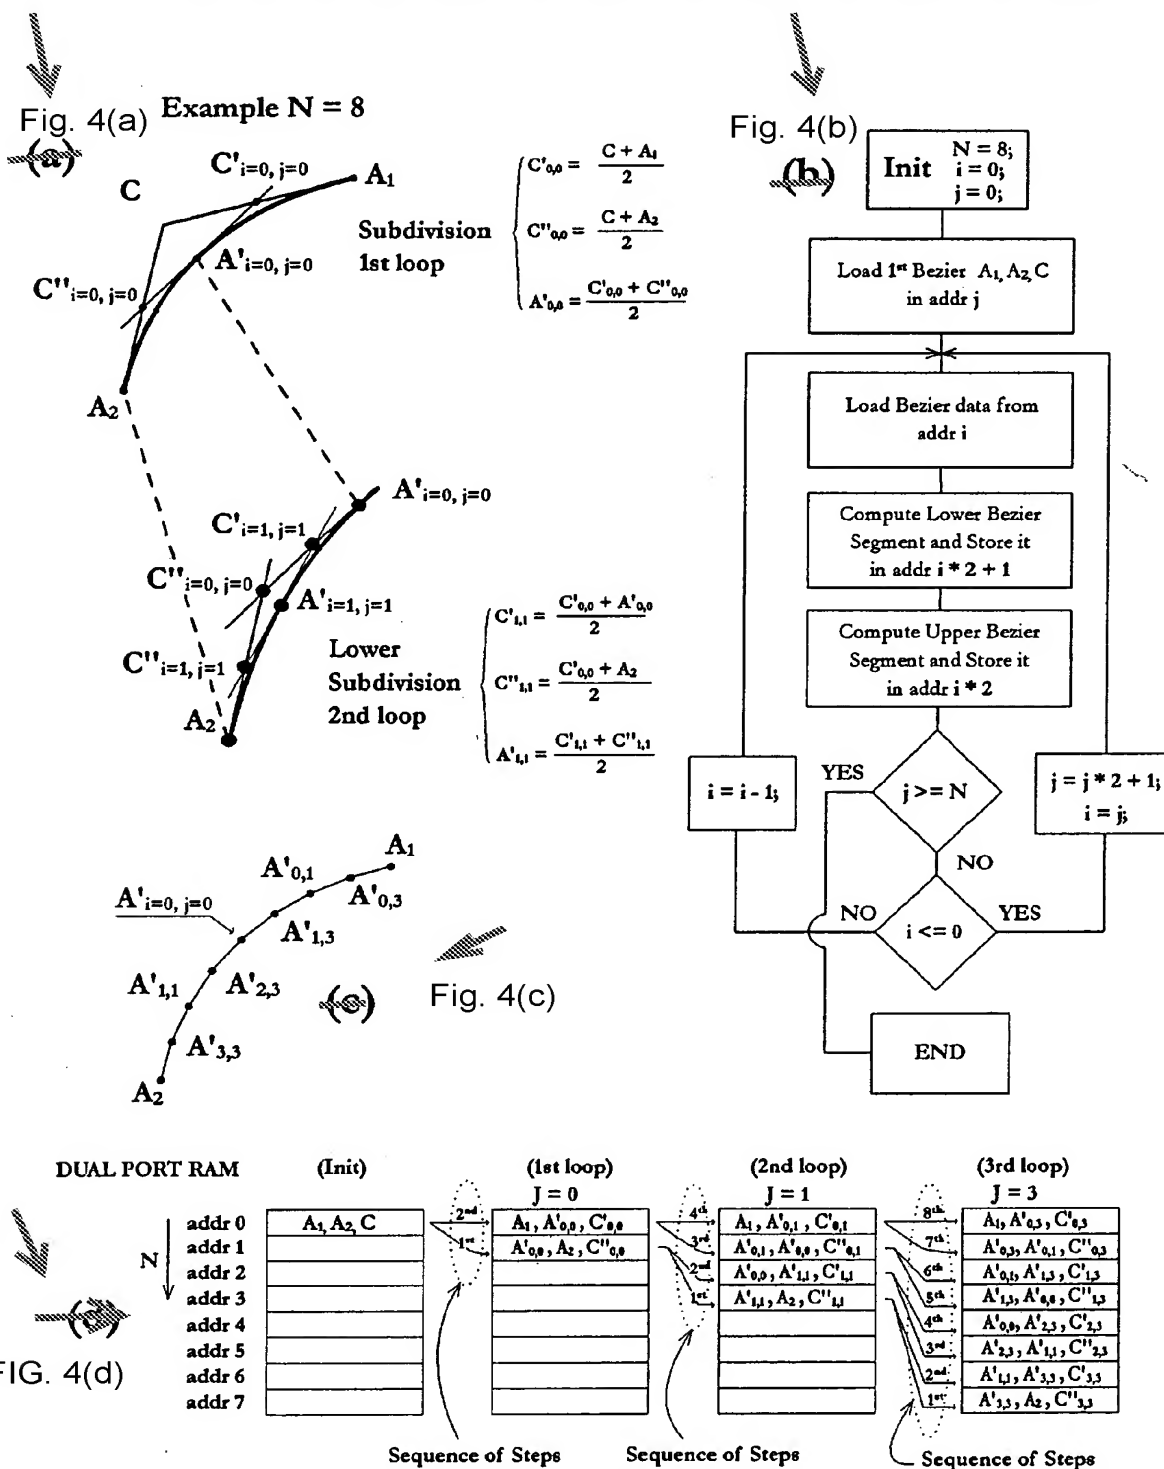 Fig. 4(a)
Example N = 8
(a)
C
C'i=0, j=0
A1
A'i=0, j=0
C''i=0, j=0
A2
Subdivision
1st loop
C'0,0 = C + A1 / 2
C''0,0 = C + A2 / 2
A'0,0 = C'0,0 + C''0,0 / 2
A'i=0, j=0
C'i=1, j=1
C''i=0, j=0
A'i=1, j=1
C''i=1, j=1
A2
Lower
Subdivision
2nd loop
C'1,1 = C'0,0 + A'0,0 / 2
C''1,1 = C'0,0 + A2 / 2
A'1,1 = C'1,1 + C''1,1 / 2
Fig. 4(b)
(b)
Init
N = 8;
i = 0;
j = 0;
Load 1st Bezier A1, A2, C
in addr j
Load Bezier data from
addr i
Compute Lower Bezier
Segment and Store it
in addr i * 2 + 1
Compute Upper Bezier
Segment and Store it
in addr i * 2
YES
j >= N
NO
i = i - 1;
j = j * 2 + 1;
i = j;
NO
i <= 0
YES
END
A1
A'0,1
A'0,3
A'i=0, j=0
A'1,3
A'1,1
A'2,3
A'3,3
A2
(c)
Fig. 4(c)
DUAL PORT RAM
(Init)
(1st loop)
J = 0
(2nd loop)
J = 1
(3rd loop)
J = 3
N
addr 0
addr 1
addr 2
addr 3
addr 4
addr 5
addr 6
addr 7
A1, A2, C
2nd
1st
A1, A'0,0, C'0,0
A'0,0, A2, C''0,0
4th
3rd
2nd
1st
A1, A'0,1, C'0,1
A'0,1, A'0,0, C''0,1
A'0,0, A'1,1, C'1,1
A'1,1, A2, C''1,1
8th
7th
6th
5th
4th
3rd
2nd
1st
A1, A'0,3, C'0,3
A'0,3, A'0,1, C''0,3
A'0,1, A'1,3, C'1,3
A'1,3, A'0,0, C''1,3
A'0,0, A'2,3, C'2,3
A'2,3, A'1,1, C''2,3
A'1,1, A'3,3, C'3,3
A'3,3, A2, C''3,3
FIG. 4(d)
Sequence of Steps
Sequence of Steps
Sequence of Steps